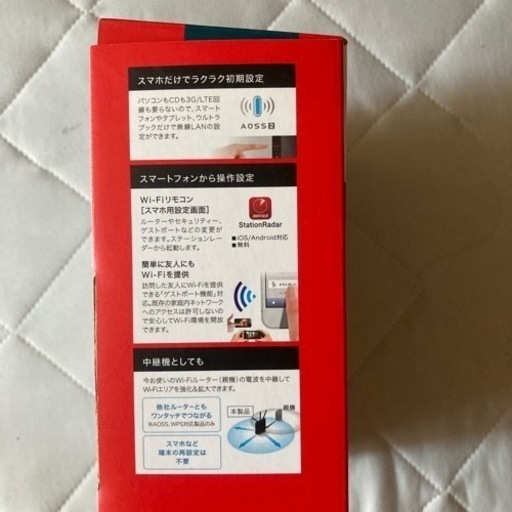 スマホだけでラクラク初期設定
パソコンもCDも3G/LTE回
線も要らないので、スマート
フォンやタブレット、ウルトラ
ブックだけで無線LANの設
定ができます。
AOSS2
スマートフォンから操作設定
Wi-Fiリモコン
[スマホ用設定画面]
ルーターやセキュリティー、
ゲストポートなどの変更が
できます。ステーションレー
ダーから起動します。
StationRadar
■iOS/Android対応
■無料
簡単に友人にも
Wi-Fiを提供
訪問した友人にWi-Fiを提供
できる「ゲストポート機能」対
応。既存の家庭内ネットワーク
へのアクセスは許可しないの
で安心してWi-Fi環境を開放
できます。
中継機としても
今お使いのWi-Fiルーター(親機)の電波を中継して
Wi-Fiエリアを強化&拡大できます。
他社ルーターとも
ワンタッチでつながる
※AOSS、WPS対応製品のみ
スマホなど
端末の再設定は
不要
本製品
親機